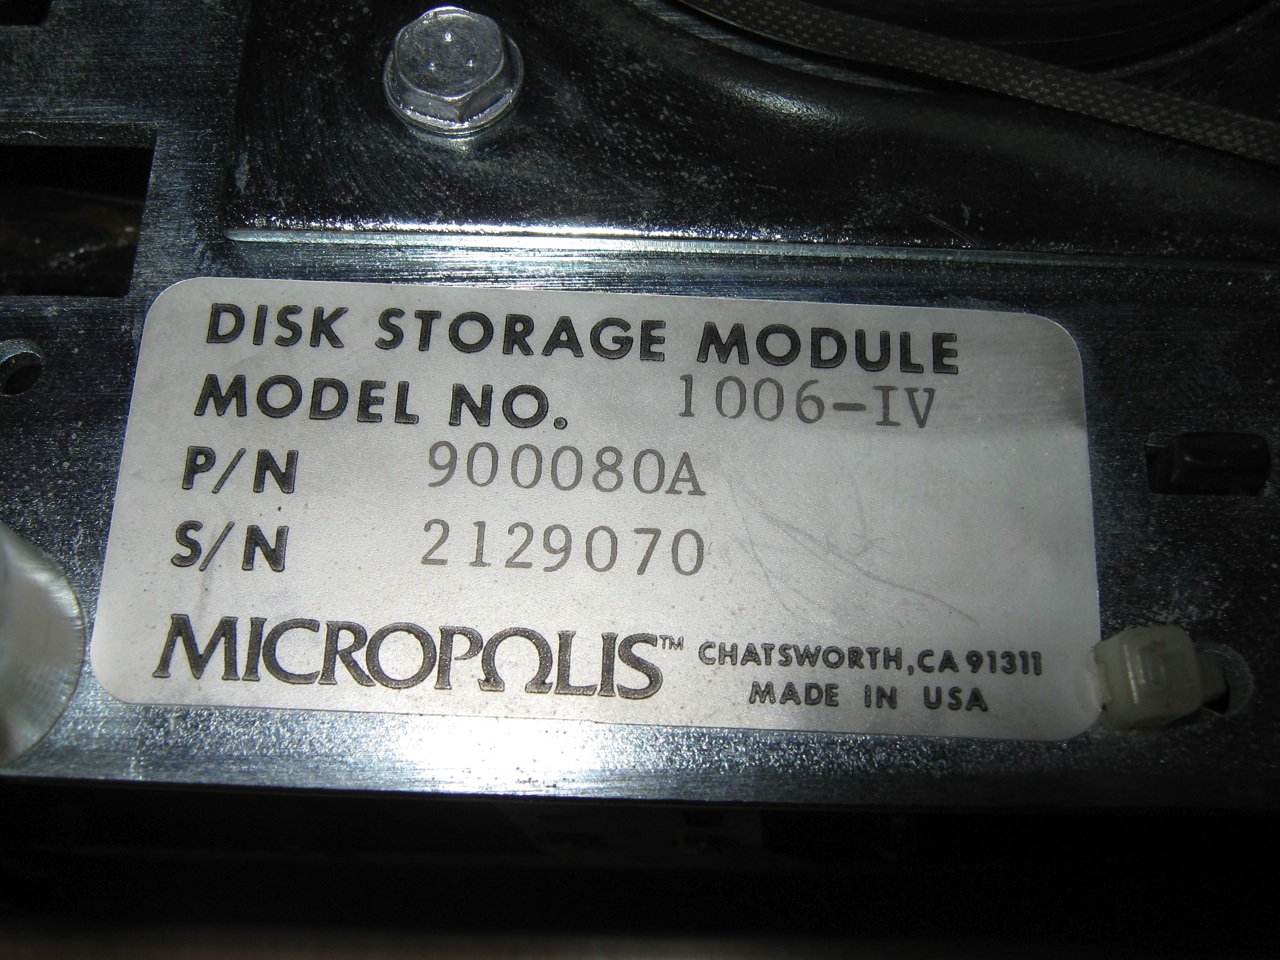 DISK STORAGE MODULE
MODEL NO. 1006-IV
P/N 900080A
S/N 2129070
MICROPOLIS™ CHATSWORTH, CA 91311
MADE IN USA